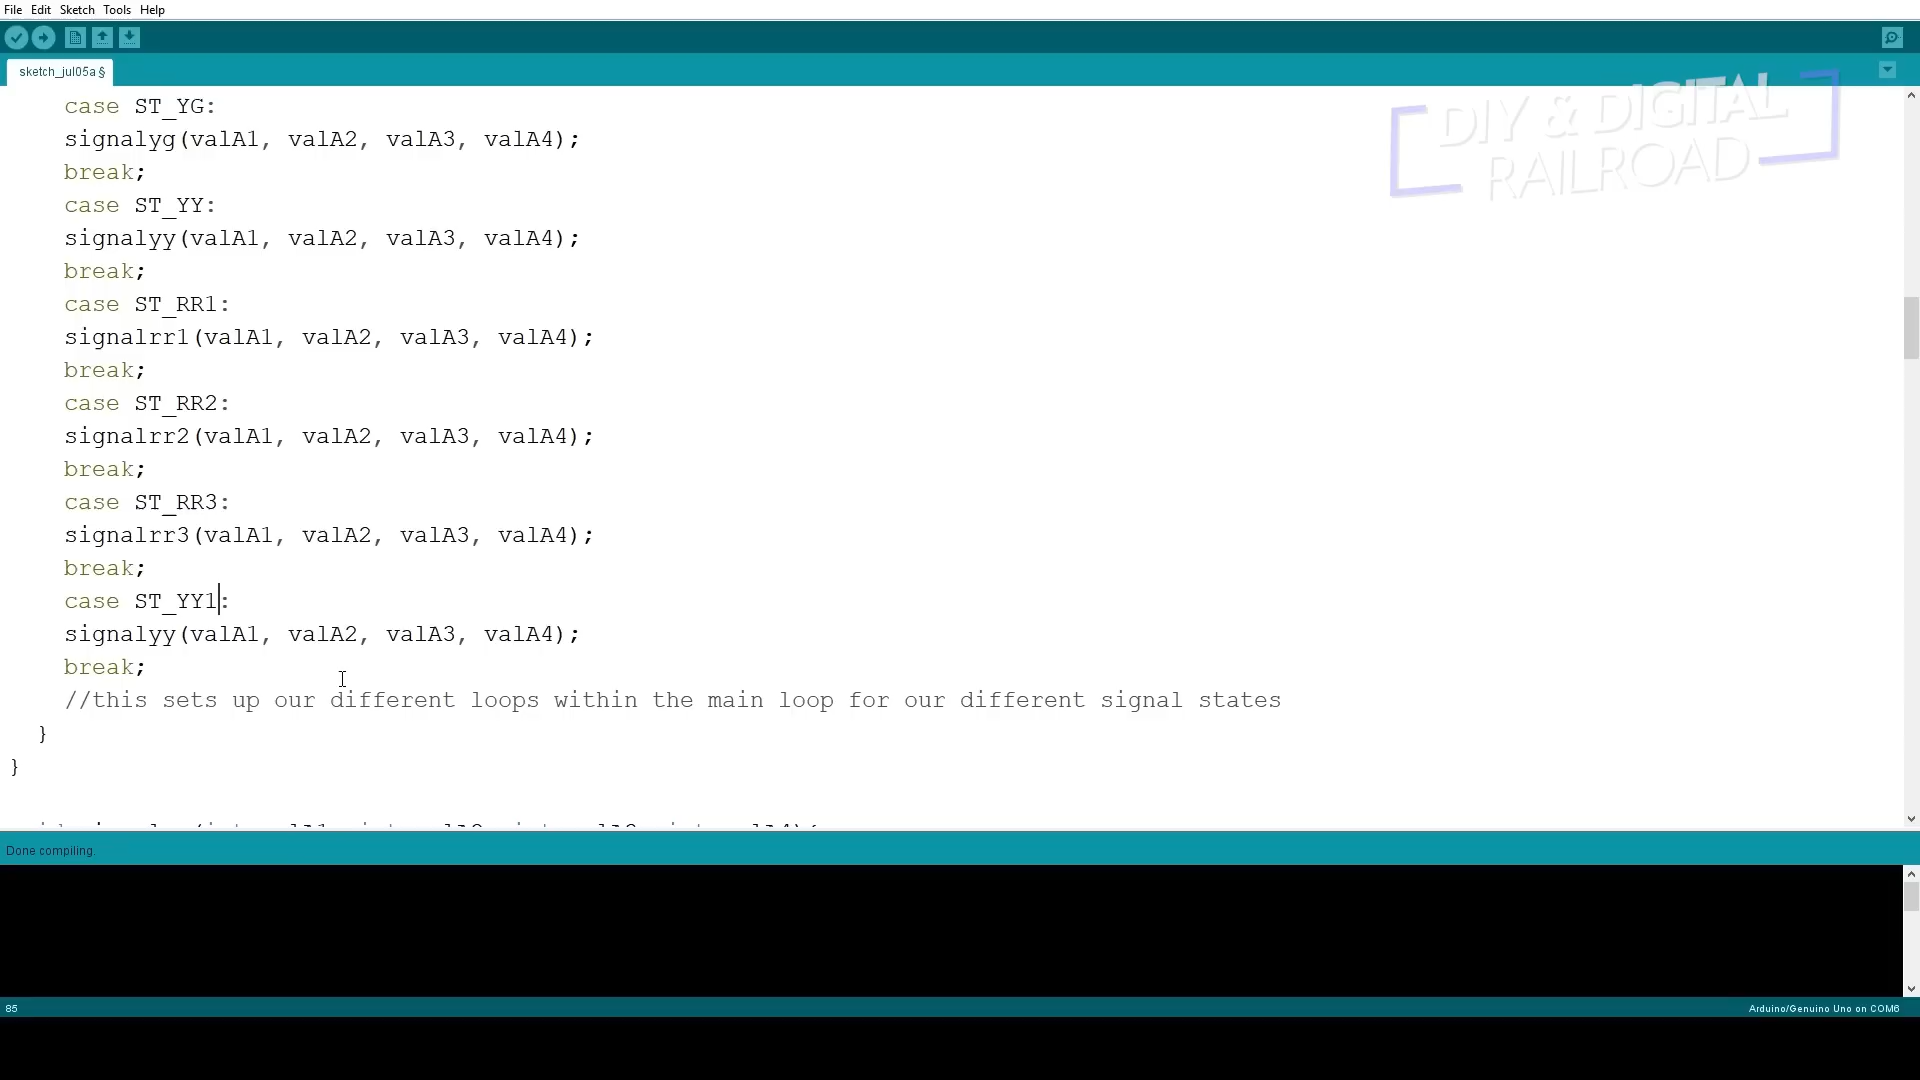 File Edit Sketch Tools Help
sketch_jul05a §
DIY & DIGITAL
RAILROAD
case ST_YG:
signalyg(valA1, valA2, valA3, valA4);
break;
case ST_YY:
signalyy(valA1, valA2, valA3, valA4);
break;
case ST_RR1:
signalrr1(valA1, valA2, valA3, valA4);
break;
case ST_RR2:
signalrr2(valA1, valA2, valA3, valA4);
break;
case ST_RR3:
signalrr3(valA1, valA2, valA3, valA4);
break;
case ST_YY1:
signalyy(valA1, valA2, valA3, valA4);
break;
//this sets up our different loops within the main loop for our different signal states
}
}
Done compiling.
85
Arduino/Genuino Uno on COM6